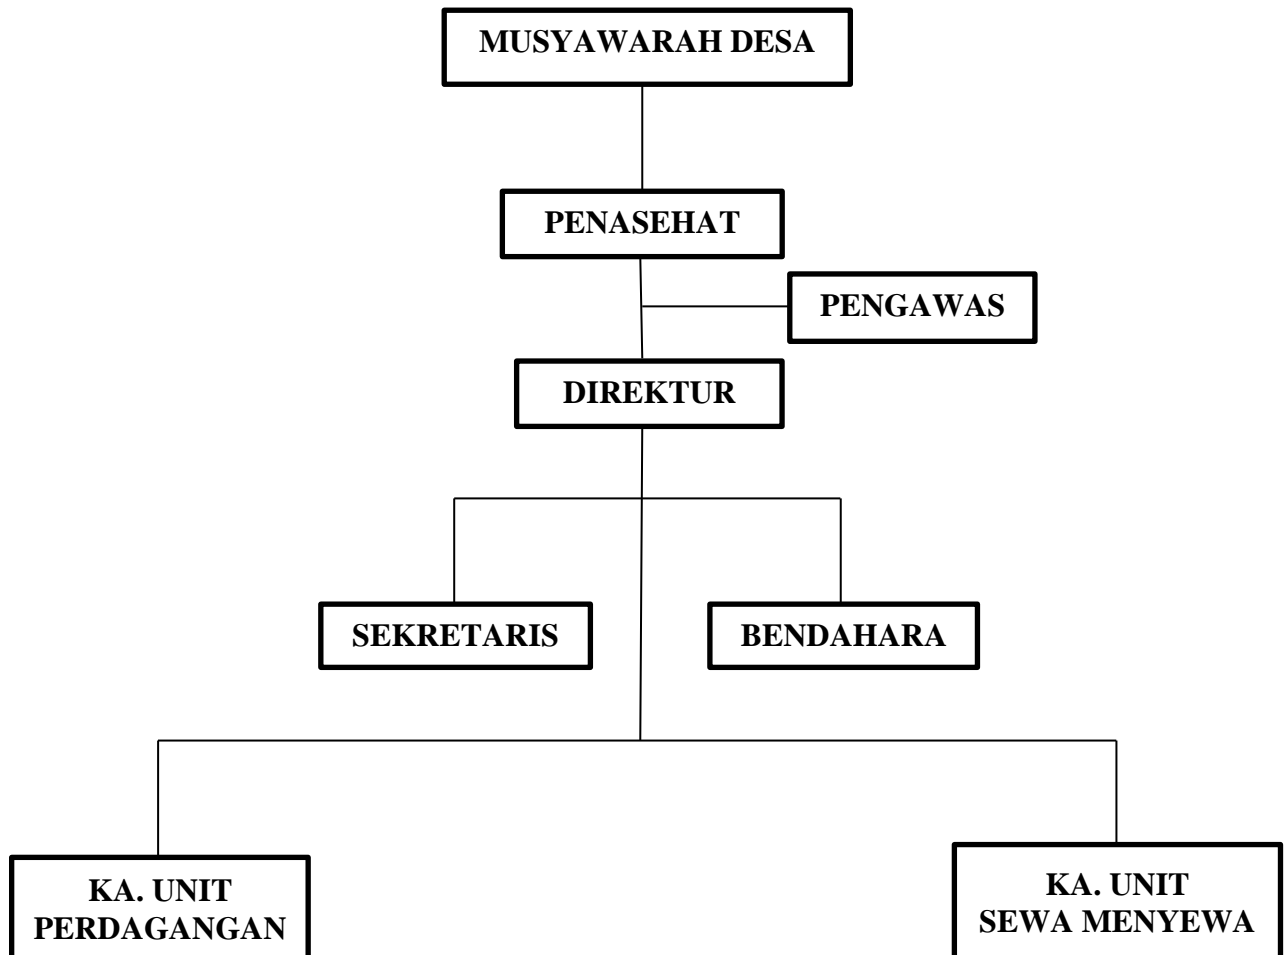 MUSYAWARAH DESA
PENASEHAT
PENGAWAS
DIREKTUR
SEKRETARIS
BENDAHARA
KA. UNIT
PERDAGANGAN
KA. UNIT
SEWA MENYEWA